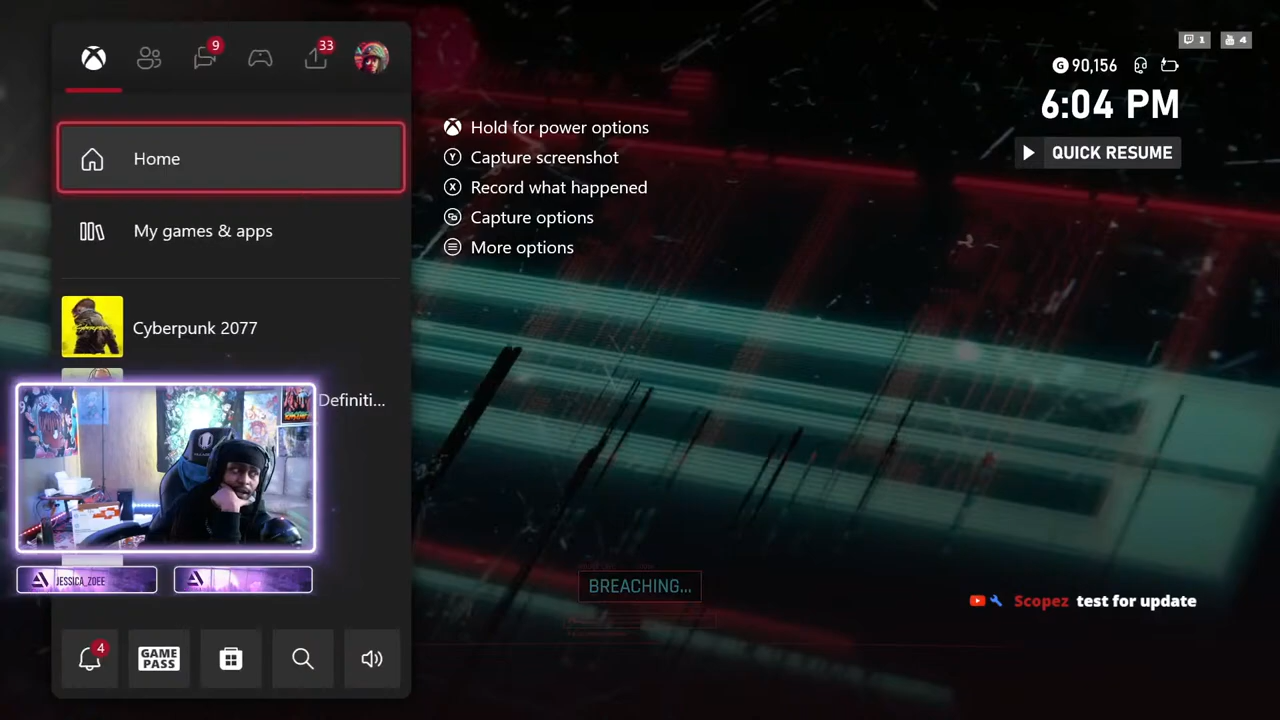 9
33
1
4
G 90,156
6:04 PM
QUICK RESUME
Home
My games & apps
Hold for power options
Y Capture screenshot
X Record what happened
Capture options
More options
Cyberpunk 2077
Definiti...
JESSICA_ZOEE
BREACHING...
Scopez test for update
4
GAME
PASS